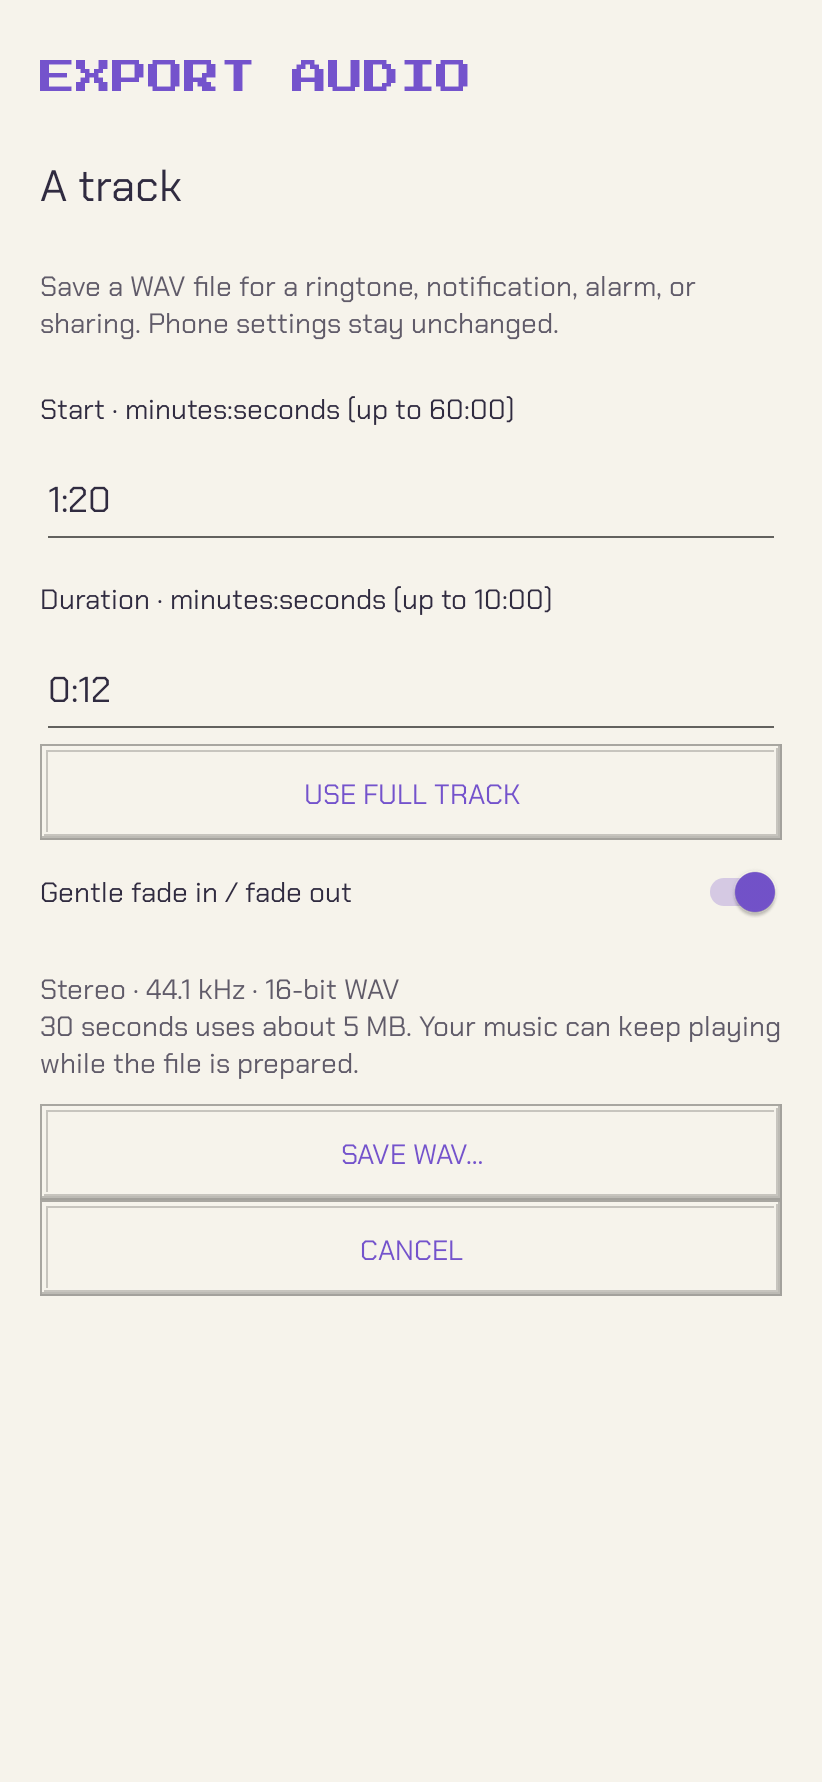 EXPORT AUDIO
A track
Save a WAV file for a ringtone, notification, alarm, or
sharing. Phone settings stay unchanged.
Start · minutes:seconds (up to 60:00)
1:20
Duration · minutes:seconds (up to 10:00)
0:12
USE FULL TRACK
Gentle fade in / fade out
Stereo · 44.1 kHz · 16-bit WAV
30 seconds uses about 5 MB. Your music can keep playing
while the file is prepared.
SAVE WAV...
CANCEL